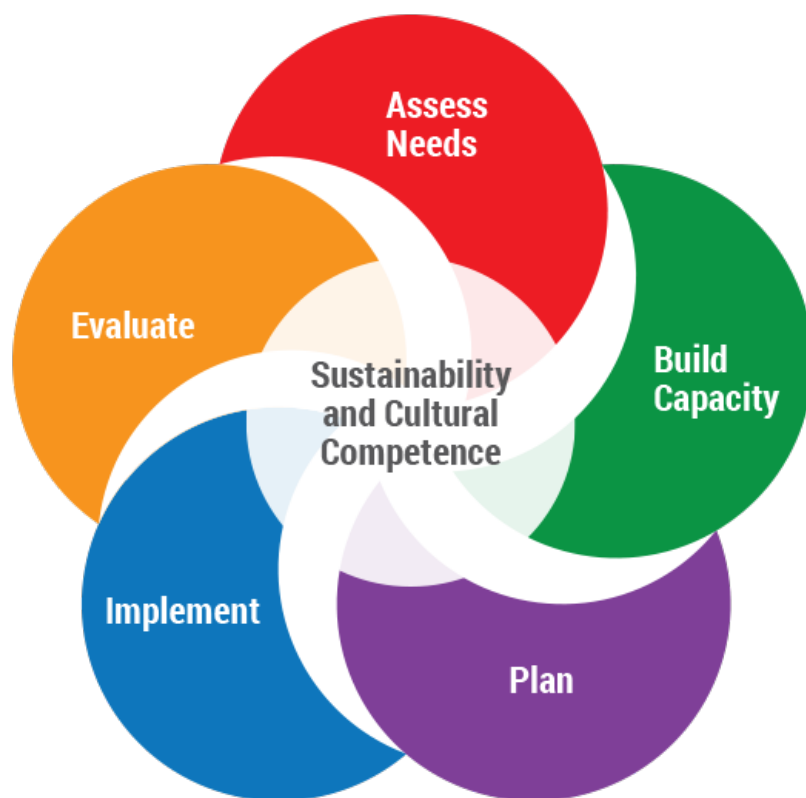 Assess
Needs
Build
Capacity
Plan
Implement
Evaluate
Sustainability
and Cultural
Competence